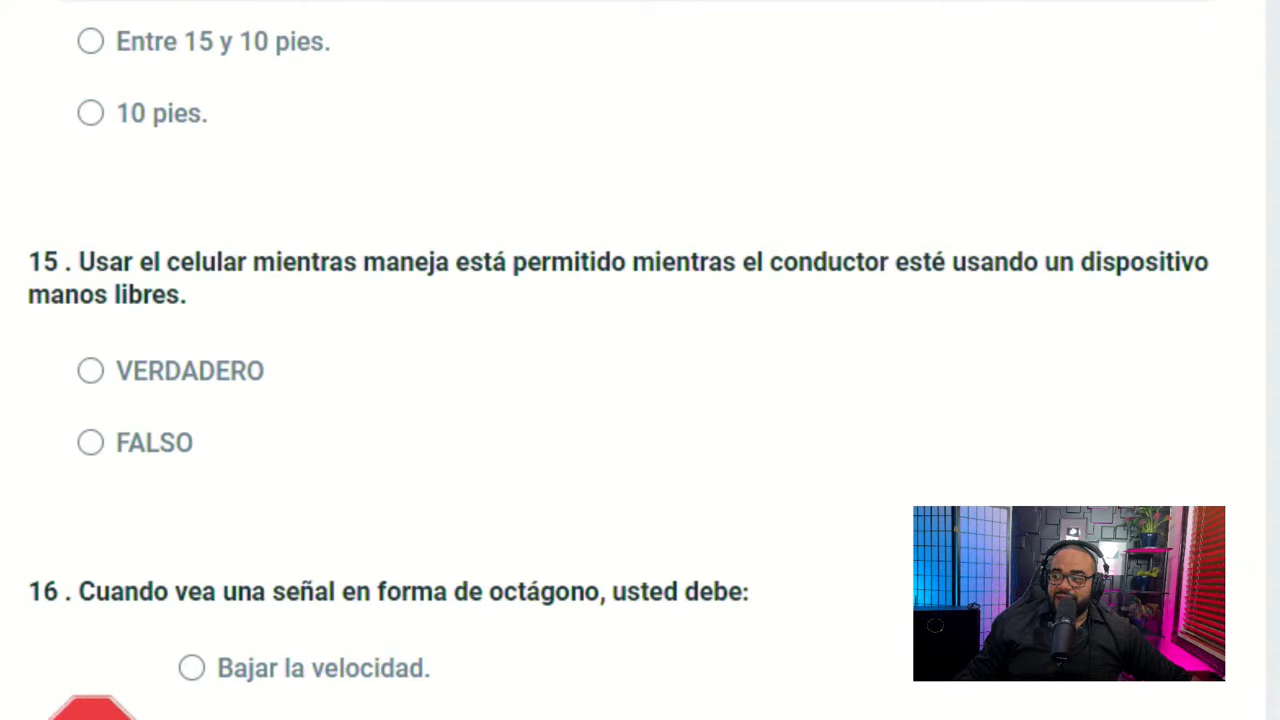 Entre 15 y 10 pies.
10 pies.
15 . Usar el celular mientras maneja está permitido mientras el conductor esté usando un dispositivo
manos libres.
VERDADERO
FALSO
16 . Cuando vea una señal en forma de octágono, usted debe:
Bajar la velocidad.